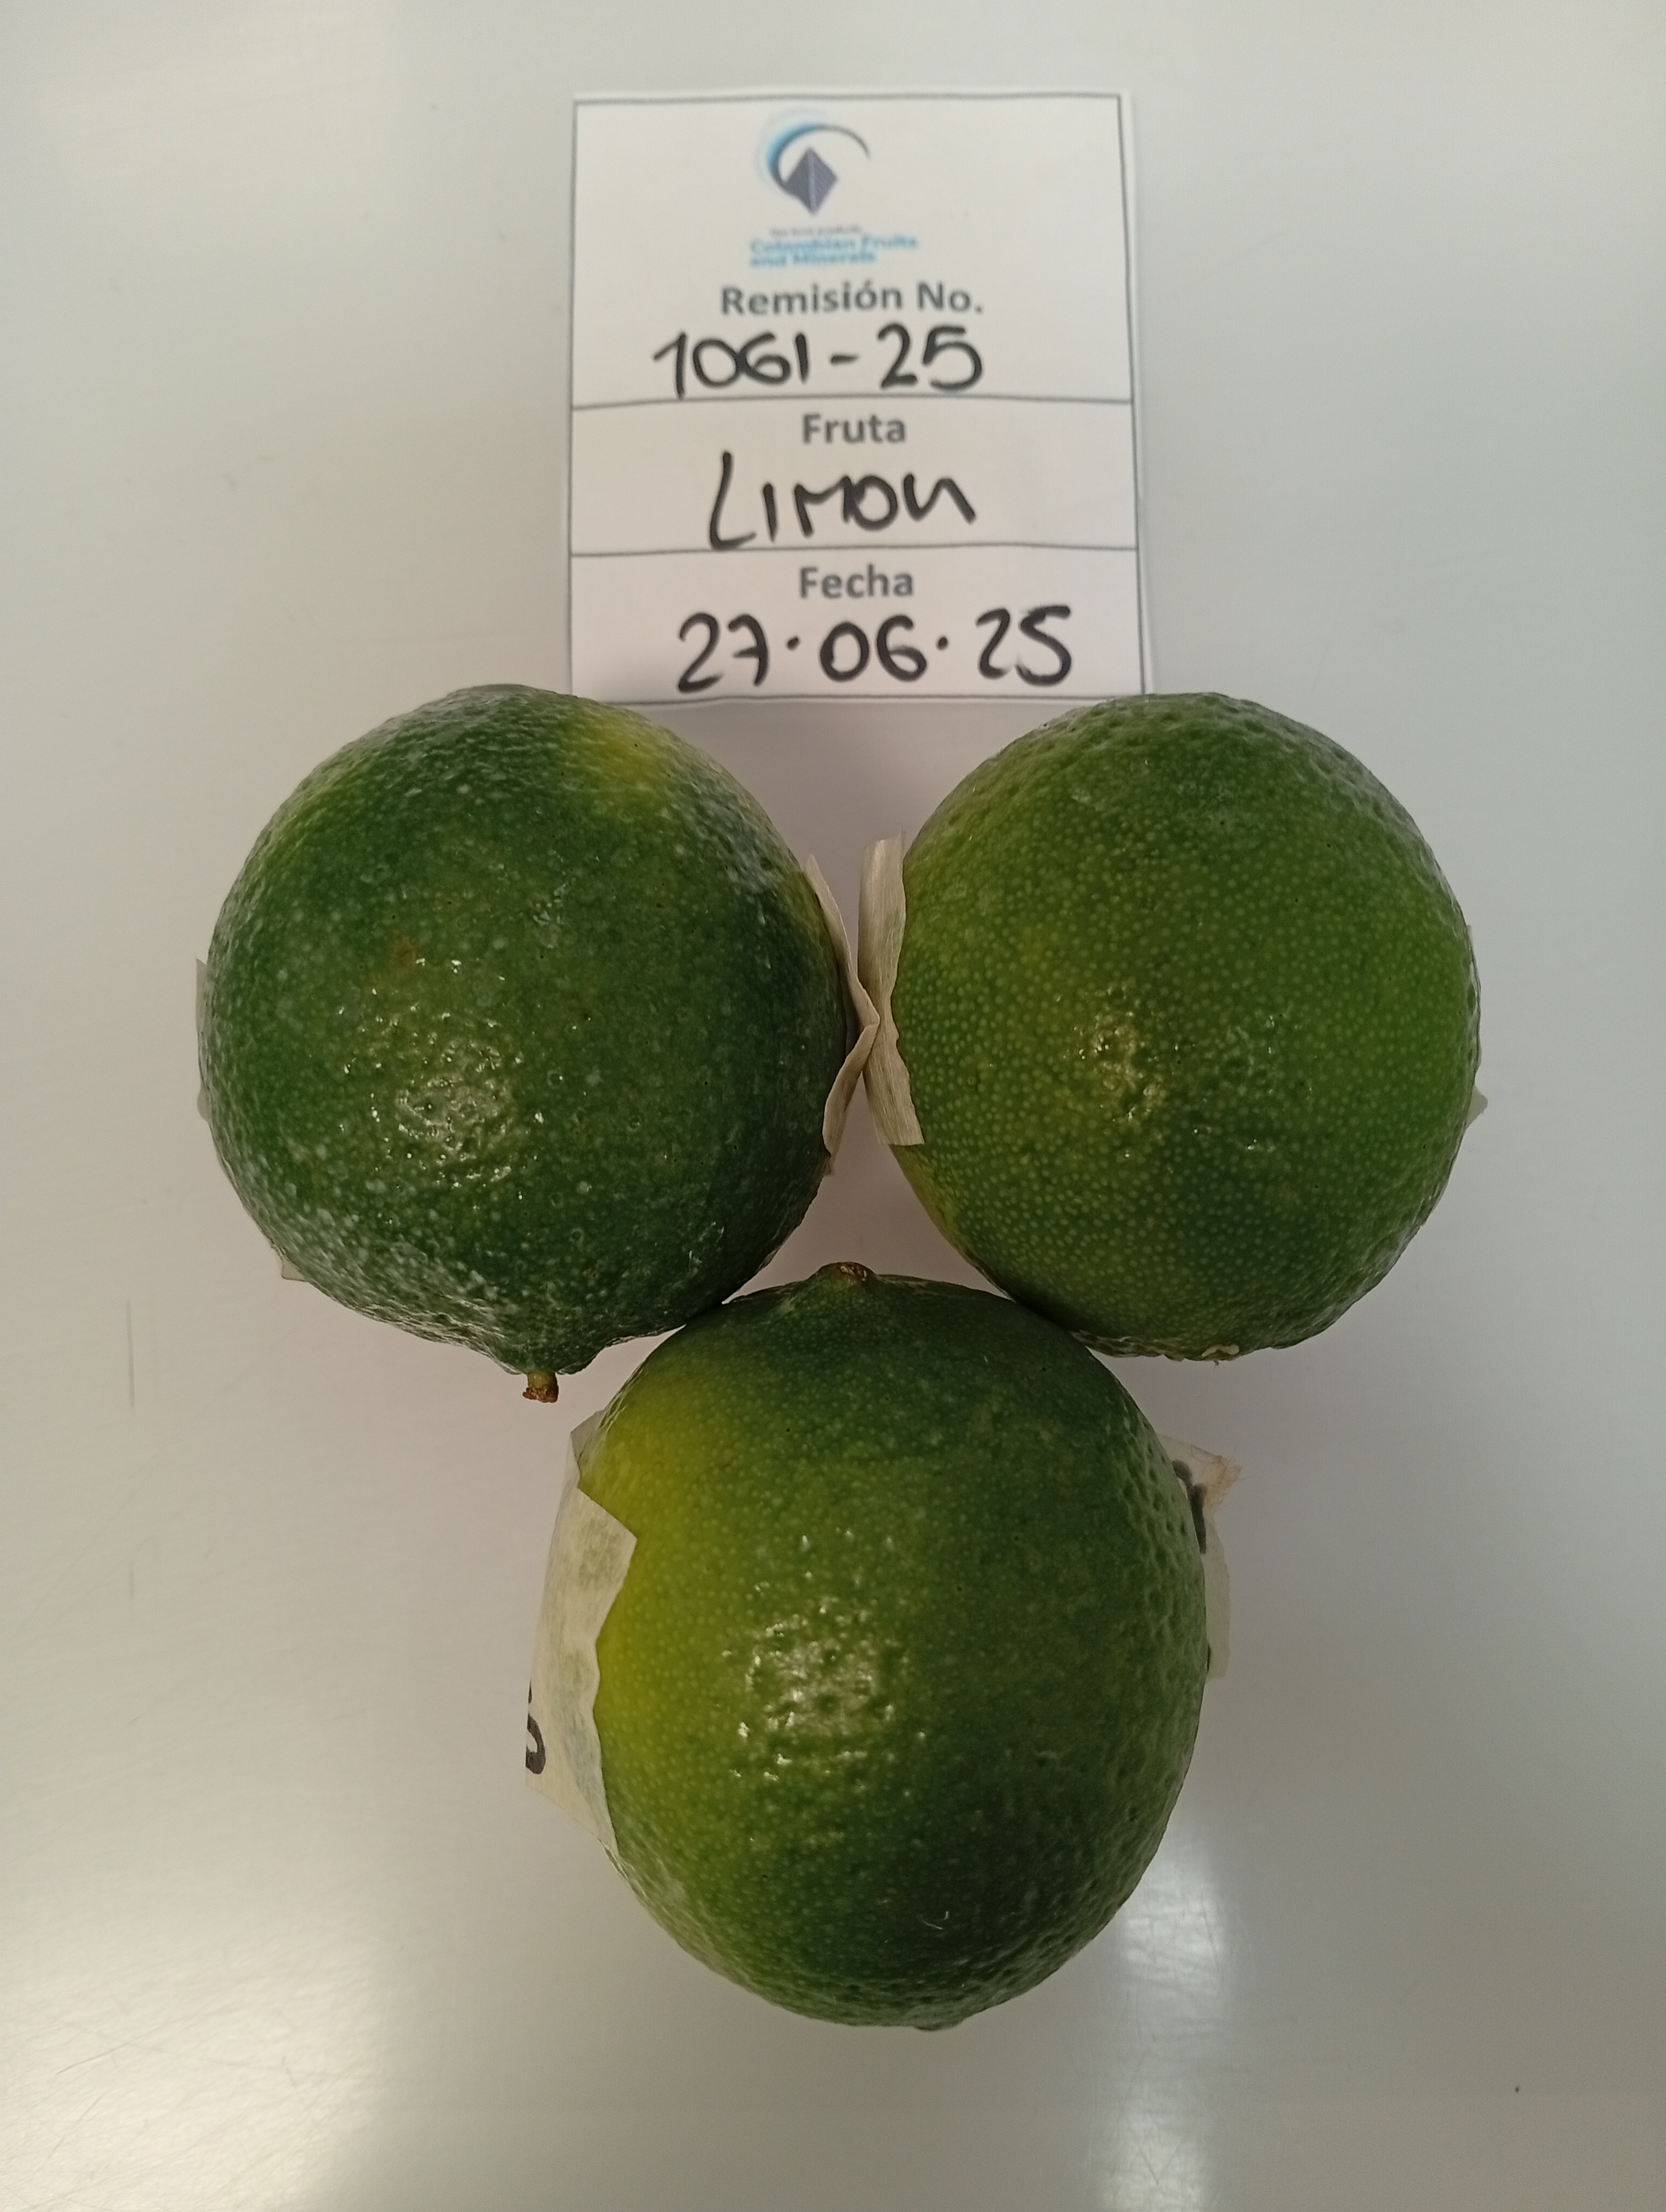 Colombian Fruits
and Minerals
Remisión No.
1061-25
Fruta
LIMON
Fecha
27·06·25